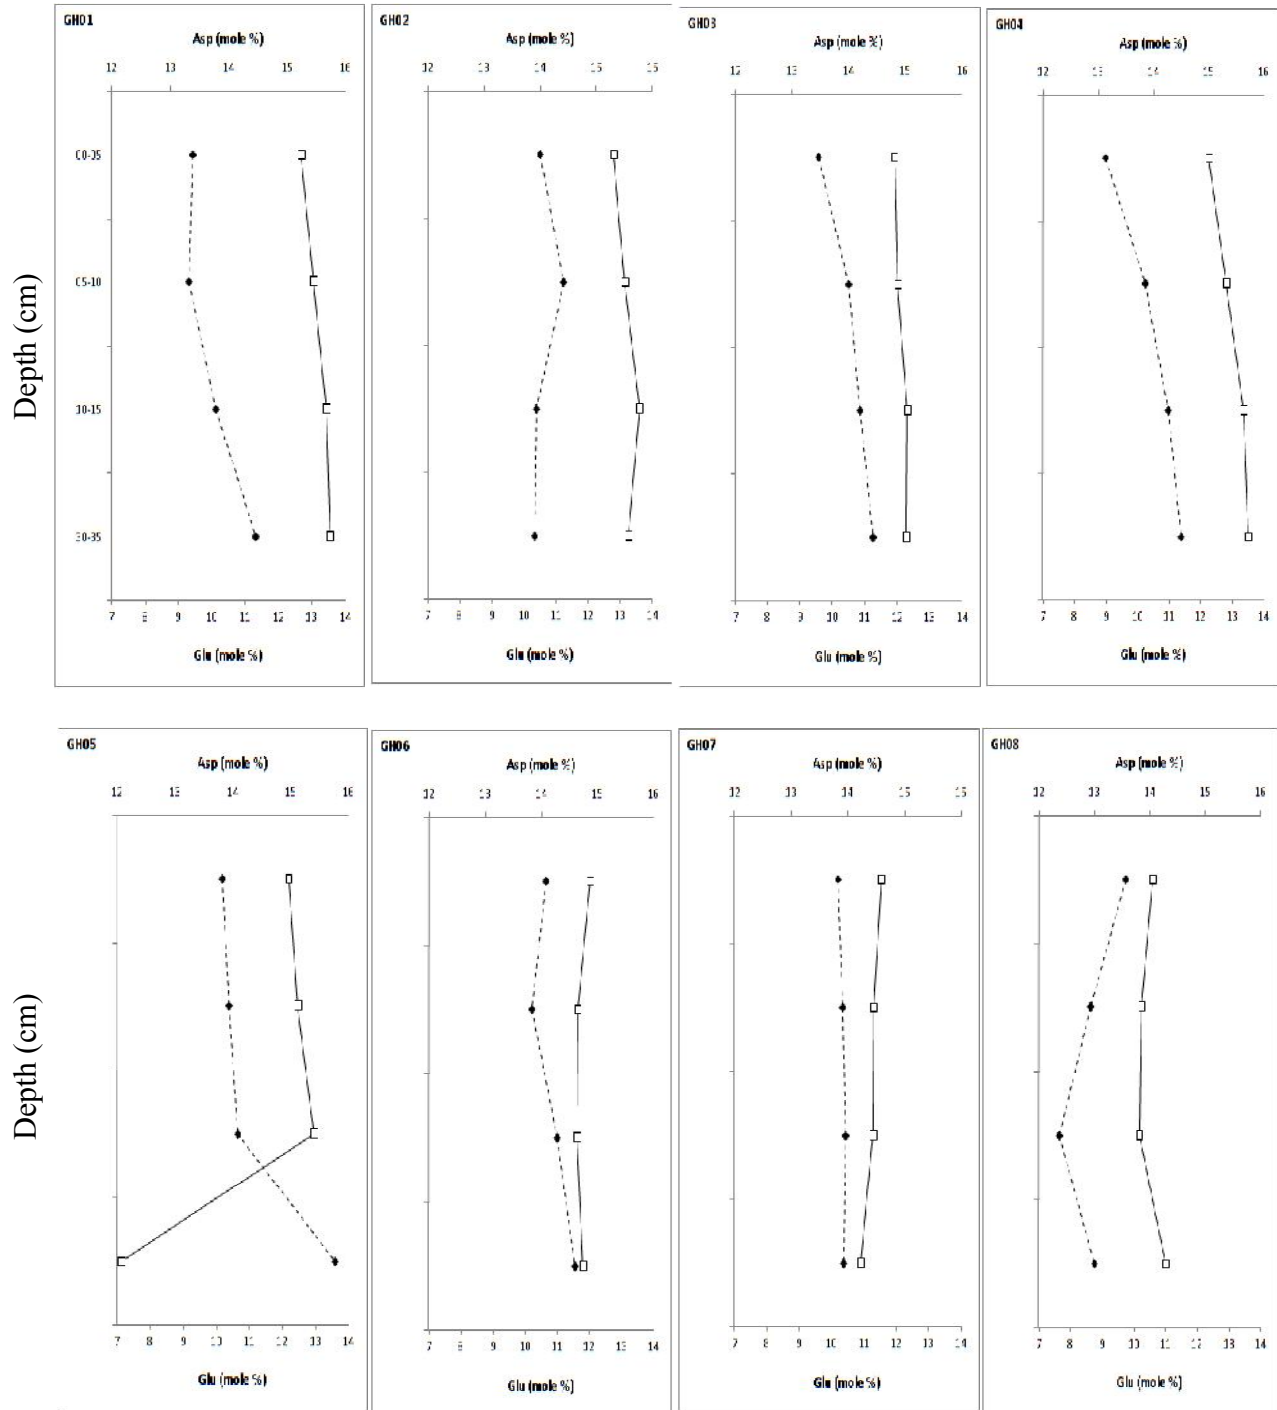 GH01
Asp (mole %)
12 13 14 15 16
00-05
05-10
10-15
30-35
7 8 9 10 11 12 13 14
Glu (mole %)
GH02
Asp (mole %)
12 13 14 15 15
7 8 9 10 11 12 13 14
Glu (mole %)
GH03
Asp (mole %)
12 13 14 15 16
7 8 9 10 11 12 13 14
Glu (mole %)
GH04
Asp (mole %)
12 13 14 15 16
7 8 9 10 11 12 13 14
Glu (mole %)
Depth (cm)
GH05
Asp (mole %)
12 13 14 15 16
7 8 9 10 11 12 13 14
Glu (mole %)
GH06
Asp (mole %)
12 13 14 15 16
7 8 9 10 11 12 13 14
Glu (mole %)
GH07
Asp (mole %)
12 13 14 15 15
7 8 9 10 11 12 13 14
Glu (mole %)
GH08
Asp (mole %)
12 13 14 15 16
7 8 9 10 11 12 13 14
Glu (mole %)
Depth (cm)